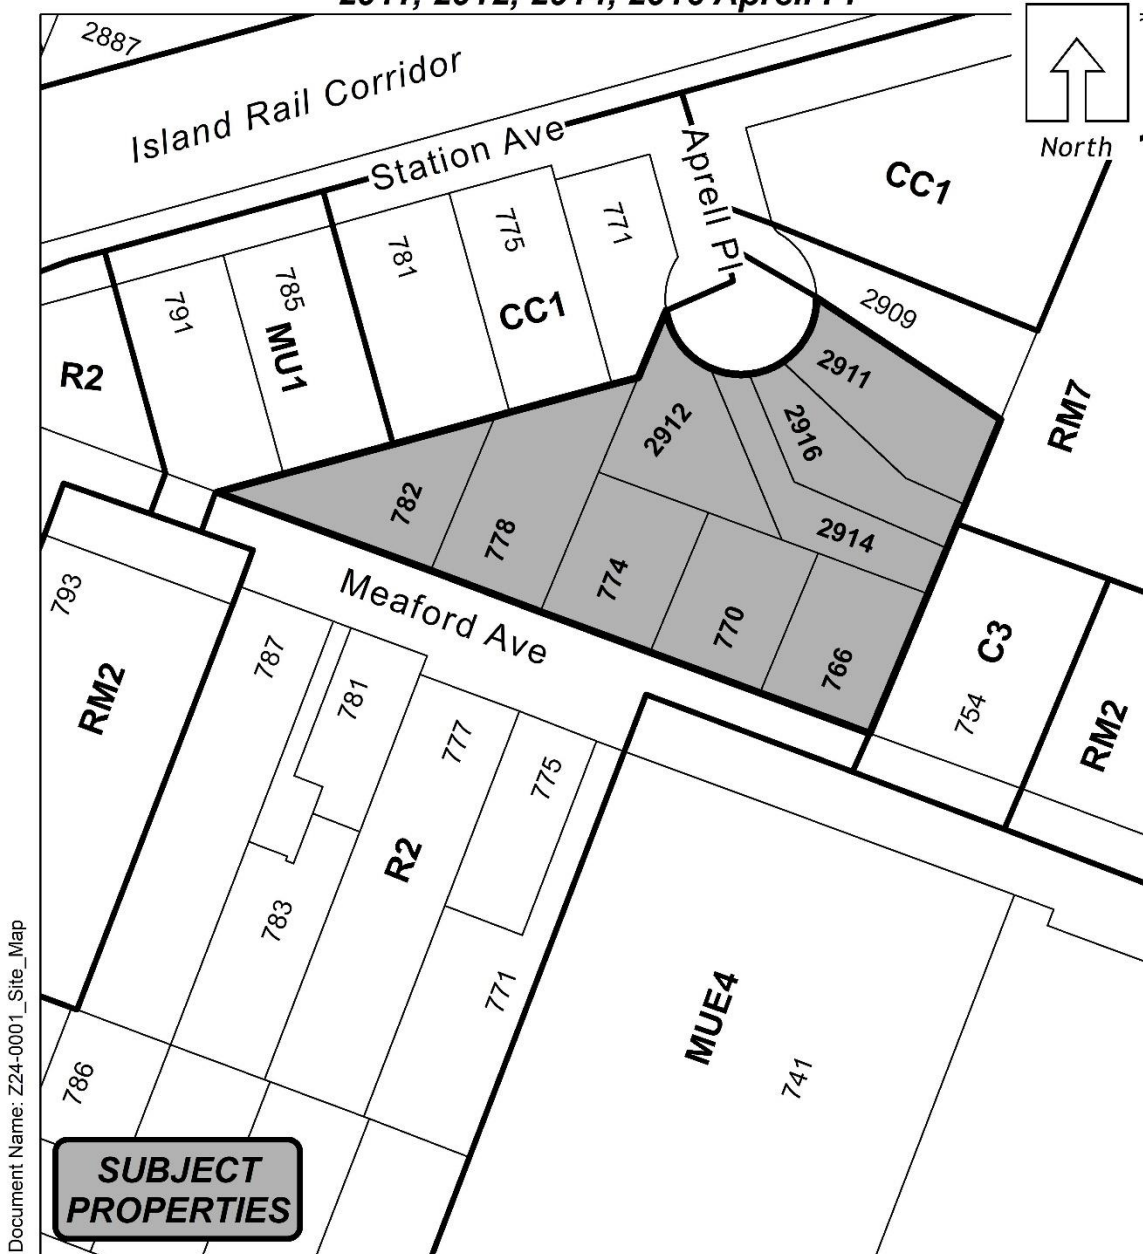 2911, 2912, 2914, 2916 Aprell Pl
2887
Island Rail Corridor
North
Station Ave
Aprell Pl
CC1
775
771
781
2909
785
791
CC1
MU1
R2
2911
RM7
2912
2916
782
778
2914
774
793
Meaford Ave
770
C3
787
766
RM2
781
754
RM2
777
775
R2
783
771
MUE4
741
786
SUBJECT
PROPERTIES
Document Name: Z24-0001_Site_Map